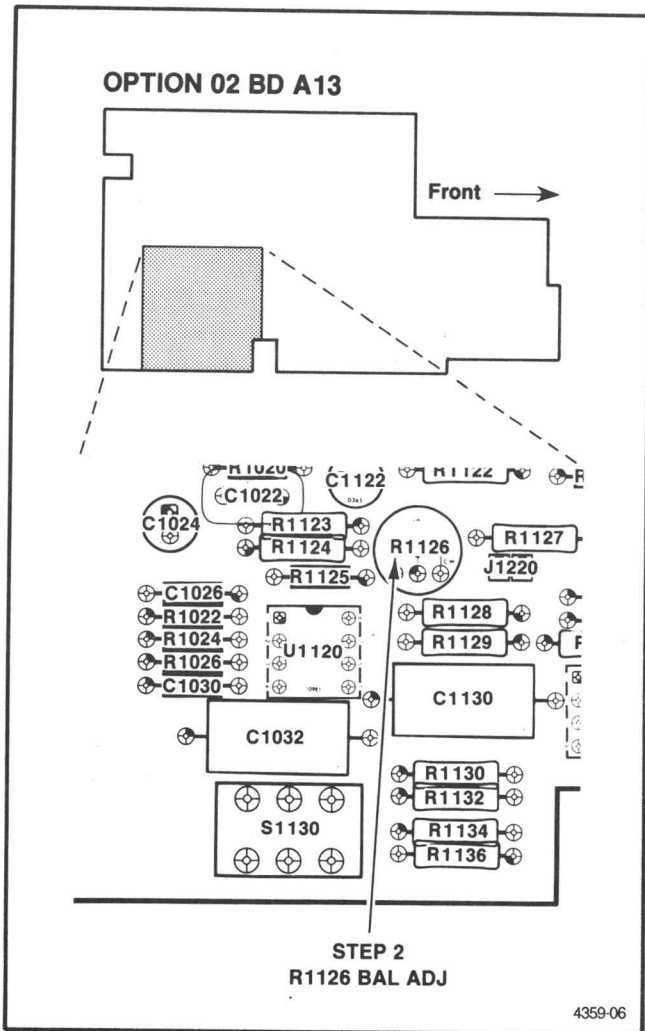 OPTION 02 BD A13
Front
R1020
C1022
C1122
D361
R1122
C1024
R1123
R1124
R1126
R1127
R1125
J1220
C1026
R1022
R1024
R1026
C1030
U1120
R1128
R1129
C1032
C1130
S1130
R1130
R1132
R1134
R1136
STEP 2
R1126 BAL ADJ
4359-06